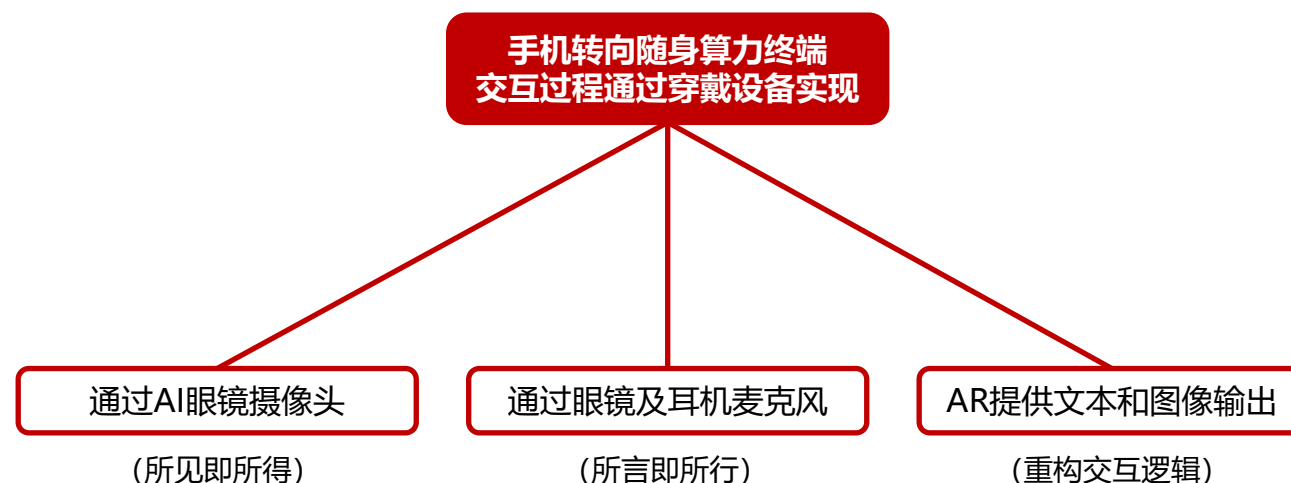 手机转向随身算力终端
交互过程通过穿戴设备实现
通过AI眼镜摄像头
通过眼镜及耳机麦克风
AR提供文本和图像输出
（所见即所得）
（所言即所行）
（重构交互逻辑）